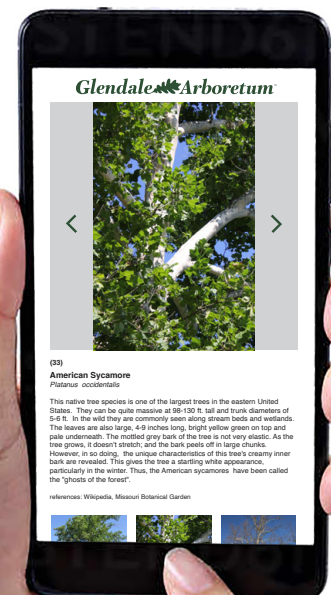 Glendale Arboretum
(33)
American Sycamore
Platanus occidentalis
This native tree species is one of the largest trees in the eastern United
States. They can be quite massive at 98-130 ft. tall and trunk diameters of
5-6 ft. In the wild they are commonly seen along stream beds and wetlands.
The leaves are also large, 4-9 inches long, bright yellow green on top and
pale underneath. The mottled grey bark of the tree is not very elastic. As the
tree grows, it doesn't stretch; and the bark peels off in large chunks.
However, in so doing, the unique characteristics of this tree's creamy inner
bark are revealed. This gives the tree a startling white appearance,
particularly in the winter. Thus, the American sycamores have been called
the "ghosts of the forest".
references: Wikipedia, Missouri Botanical Garden